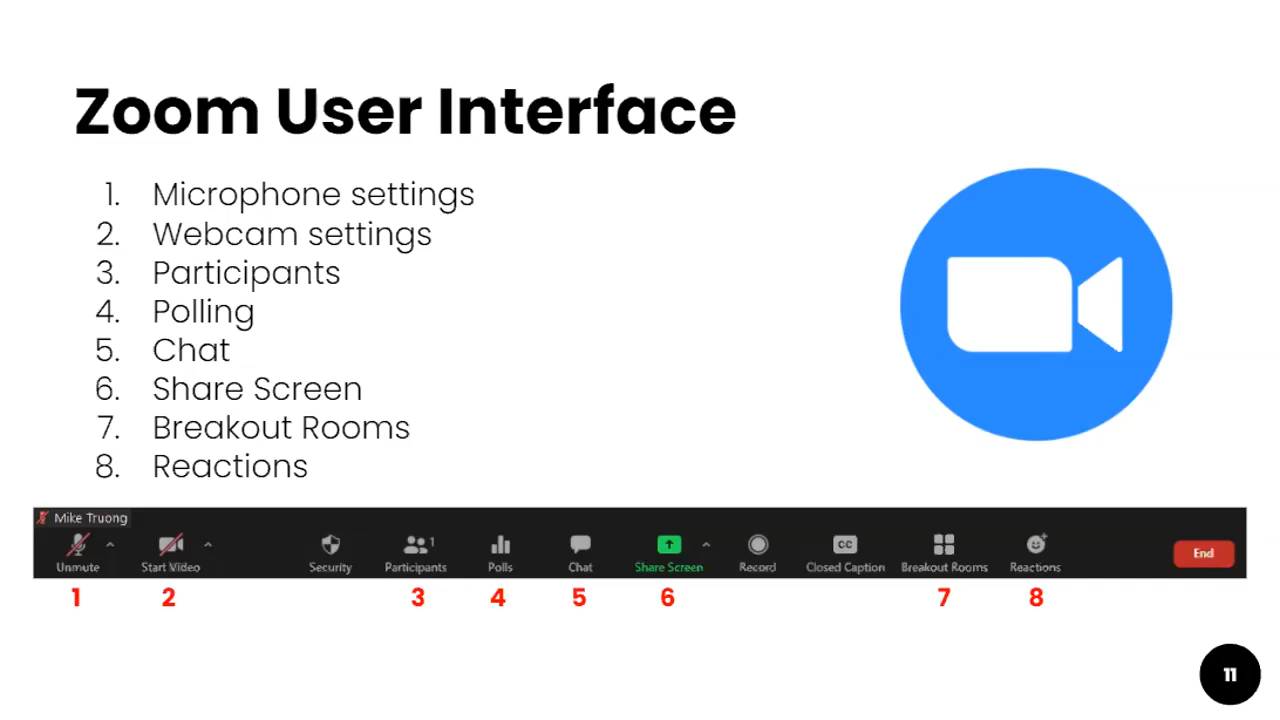 Zoom User Interface
1. Microphone settings
2. Webcam settings
3. Participants
4. Polling
5. Chat
6. Share Screen
7. Breakout Rooms
8. Reactions
Mike Truong
1
CC
End
Unmute Start Video Security Participants Polls Chat Share Screen Record Closed Caption Breakout Rooms Reactions
1 2 3 4 5 6 7 8
11